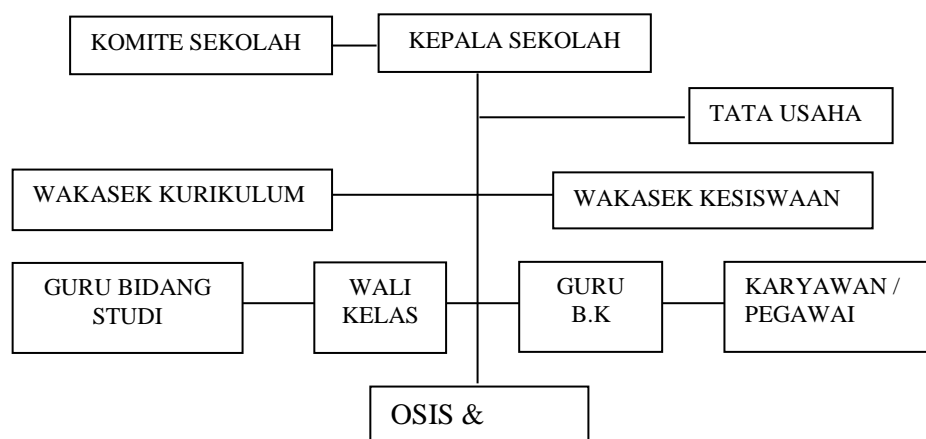 KOMITE SEKOLAH
KEPALA SEKOLAH
TATA USAHA
WAKASEK KURIKULUM
WAKASEK KESISWAAN
GURU BIDANG
STUDI
WALI
KELAS
GURU
B.K
KARYAWAN /
PEGAWAI
OSIS &